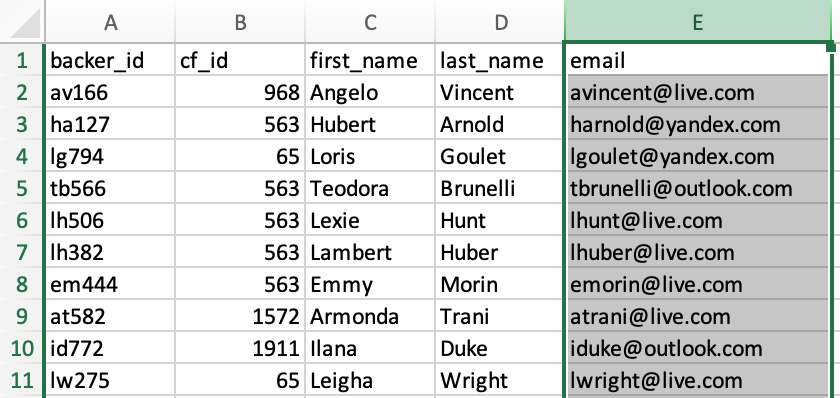 A B C D E
1 backer_id cf_id first_name last_name email
2 av166 968 Angelo Vincent avincent@live.com
3 ha127 563 Hubert Arnold harnold@yandex.com
4 lg794 65 Loris Goulet lgoulet@yandex.com
5 tb566 563 Teodora Brunelli tbrunelli@outlook.com
6 lh506 563 Lexie Hunt lhunt@live.com
7 lh382 563 Lambert Huber lhuber@live.com
8 em444 563 Emmy Morin emorin@live.com
9 at582 1572 Armonda Trani atrani@live.com
10 id772 1911 Ilana Duke iduke@outlook.com
11 lw275 65 Leigha Wright lwright@live.com